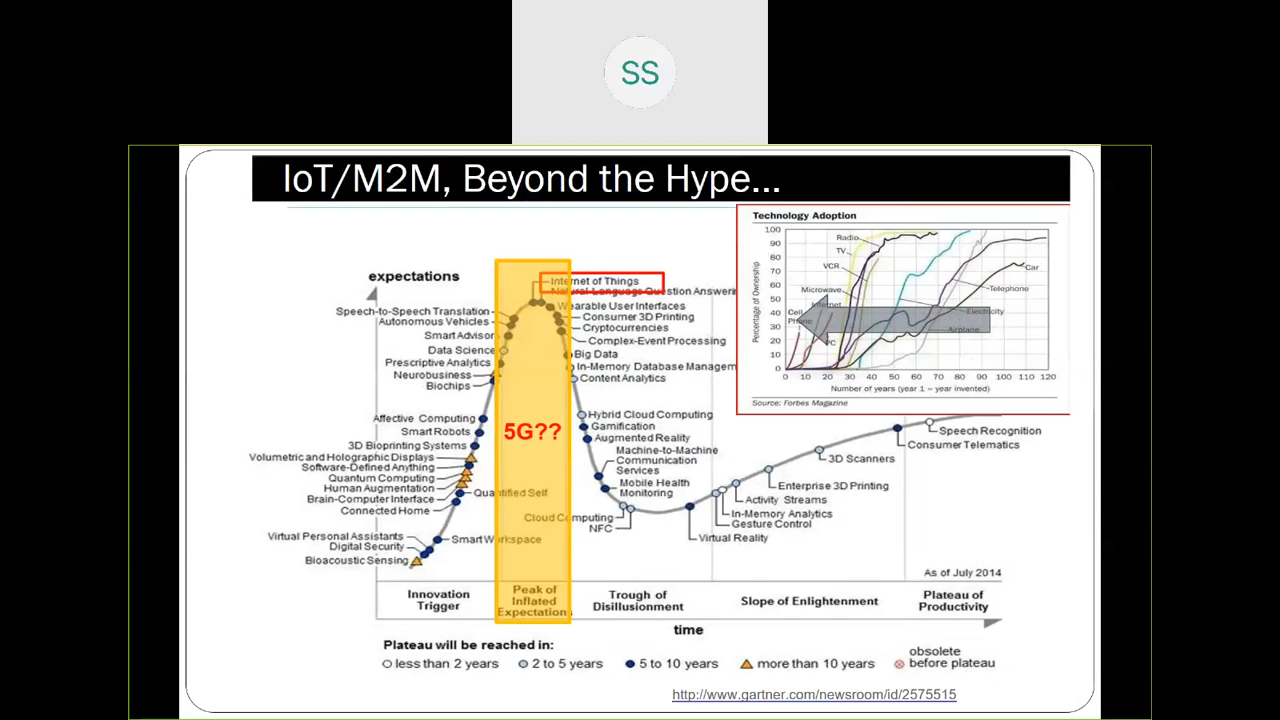 SS
IoT/M2M, Beyond the Hype...
expectations
Internet of Things
Natural-Language Question Answering
Wearable User Interfaces
Consumer 3D Printing
Cryptocurrencies
Complex-Event Processing
Big Data
In-Memory Database Managem
Content Analytics
Speech-to-Speech Translation
Autonomous Vehicles
Smart Advisor
Data Science
Prescriptive Analytics
Neurobusiness
Biochips
Affective Computing
Smart Robots
3D Bioprinting Systems
Volumetric and Holographic Displays
Software-Defined Anything
Quantum Computing
Human Augmentation
Brain-Computer Interface
Connected Home
Quantified Self
Virtual Personal Assistants
Digital Security
Bioacoustic Sensing
Smart Workspace
5G??
Hybrid Cloud Computing
Gamification
Augmented Reality
Machine-to-Machine
Communication
Services
Mobile Health
Monitoring
Cloud Computing
NFC
Virtual Reality
Gesture Control
In-Memory Analytics
Activity Streams
Enterprise 3D Printing
3D Scanners
Consumer Telematics
Speech Recognition
As of July 2014
Innovation
Trigger
Peak of
Inflated
Expectations
Trough of
Disillusionment
Slope of Enlightenment
Plateau of
Productivity
time
Plateau will be reached in:
less than 2 years
2 to 5 years
5 to 10 years
more than 10 years
obsolete
before plateau
http://www.gartner.com/newsroom/id/2575515
Technology Adoption
Percentage of Ownership
100
90
80
70
60
50
40
30
20
10
0
Radio
TV
VCR
Microwave
Internet
Cell
Phone
PC
Car
Telephone
Electricity
Airplane
0 10 20 30 40 50 60 70 80 90 100 110 120
Number of years (year 1 = year invented)
Source: Forbes Magazine